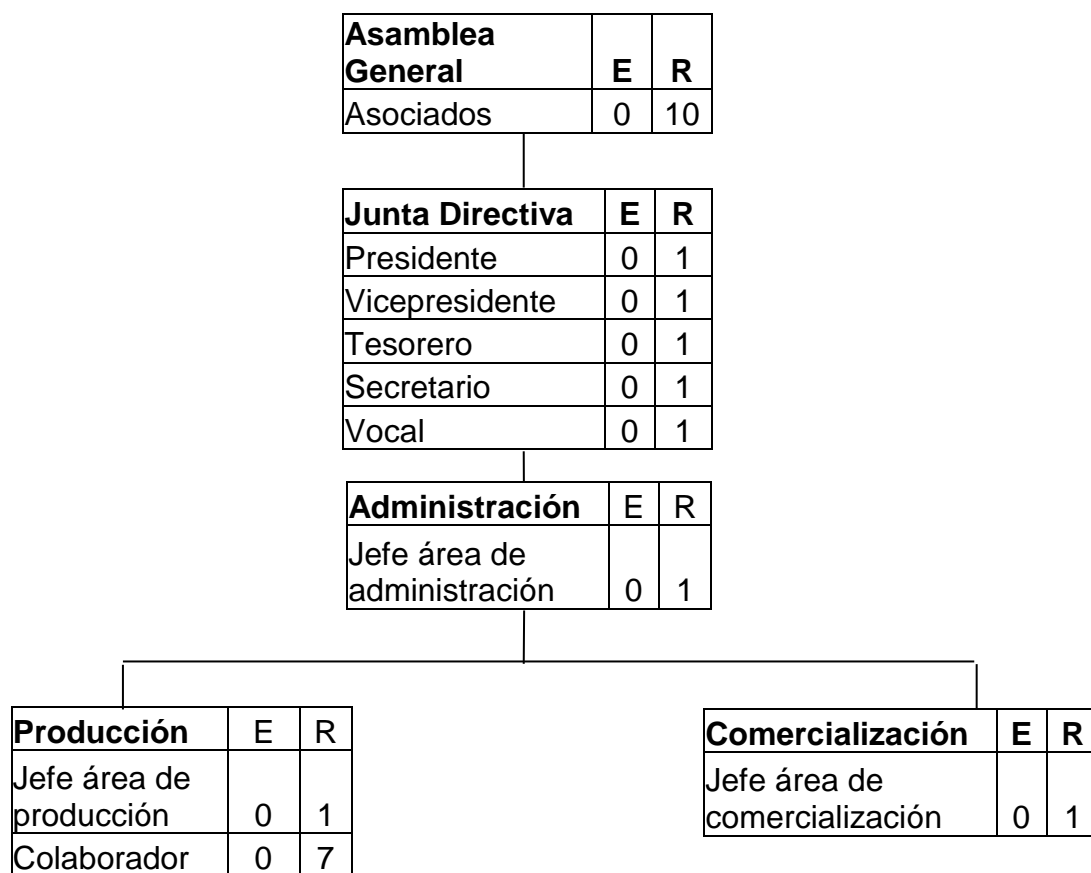 Asamblea
General E R
Asociados 0 10
Junta Directiva E R
Presidente 0 1
Vicepresidente 0 1
Tesorero 0 1
Secretario 0 1
Vocal 0 1
Administración E R
Jefe área de
administración 0 1
Producción E R
Jefe área de
producción 0 1
Colaborador 0 7
Comercialización E R
Jefe área de
comercialización 0 1